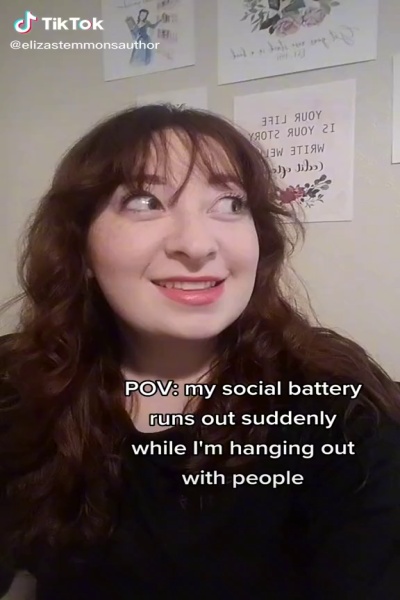 TikTok
@elizastemmonsauthor
YOUR LIFE
IS YOUR STORY
WRITE WELL
POV: my social battery
runs out suddenly
while I'm hanging out
with people